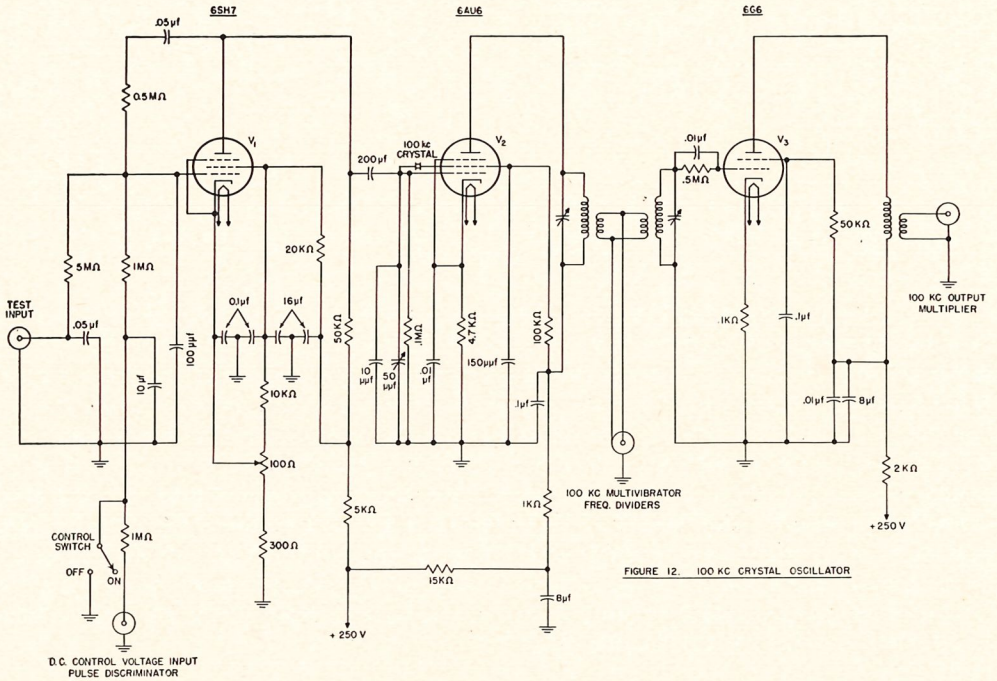 6SH7
6AU6
6G6
.05µf
0.5MΩ
V1
V2
V3
100 kc
CRYSTAL
200µf
.01µf
.5MΩ
5MΩ
1MΩ
20KΩ
50KΩ
TEST
INPUT
.05µf
100µµf
10µf
0.1µf
16µf
50KΩ
10
µµf
50
µµf
.1MΩ
.01
µf
4.7KΩ
150µµf
100KΩ
.1µf
.1KΩ
.1µf
100 KC OUTPUT
MULTIPLIER
10KΩ
100Ω
300Ω
.01µf
8µf
5KΩ
1KΩ
2KΩ
+250V
100 KC MULTIVIBRATOR
FREQ. DIVIDERS
CONTROL
SWITCH
OFF
ON
1MΩ
15KΩ
8µf
+250V
FIGURE 12. 100 KC CRYSTAL OSCILLATOR
D.C. CONTROL VOLTAGE INPUT
PULSE DISCRIMINATOR